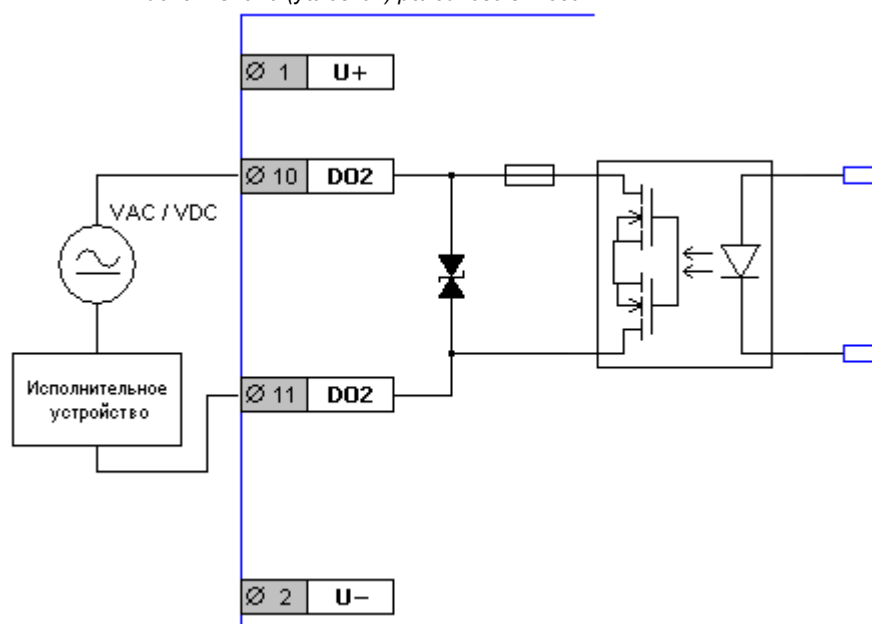 Ø 1 U+
Ø 10 DO2
VAC / VDC
Исполнительное
устройство
Ø 11 DO2
Ø 2 U−